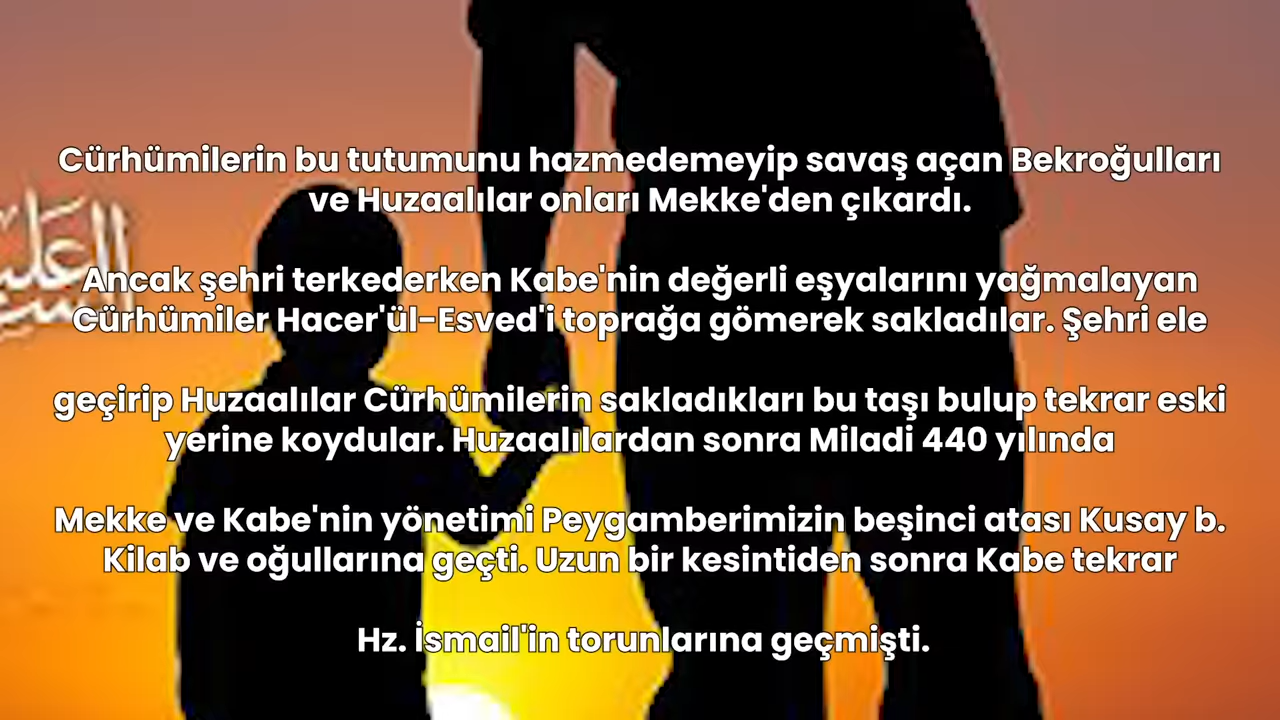 Cürhümilerin bu tutumunu hazmedemeyip savaş açan Bekroğulları
ve Huzaalılar onları Mekke'den çıkardı.
Ancak şehri terkederken Kabe'nin değerli eşyalarını yağmalayan
Cürhümiler Hacer'ül-Esved'i toprağa gömerek sakladılar. Şehri ele
geçirip Huzaalılar Cürhümilerin sakladıkları bu taşı bulup tekrar eski
yerine koydular. Huzaalılardan sonra Miladi 440 yılında
Mekke ve Kabe'nin yönetimi Peygamberimizin beşinci atası Kusay b.
Kilab ve oğullarına geçti. Uzun bir kesintiden sonra Kabe tekrar
Hz. İsmail'in torunlarına geçmişti.